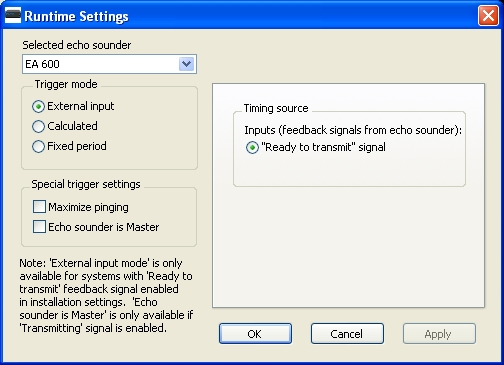 Runtime Settings
Selected echo sounder
EA 600
Trigger mode
External input
Calculated
Fixed period
Special trigger settings
Maximize pinging
Echo sounder is Master
Note: 'External input mode' is only
available for systems with 'Ready to
transmit' feedback signal enabled
in installation settings.  'Echo
sounder is Master' is only available if
'Transmitting' signal is enabled.
Timing source
Inputs (feedback signals from echo sounder):
"Ready to transmit" signal
OK
Cancel
Apply